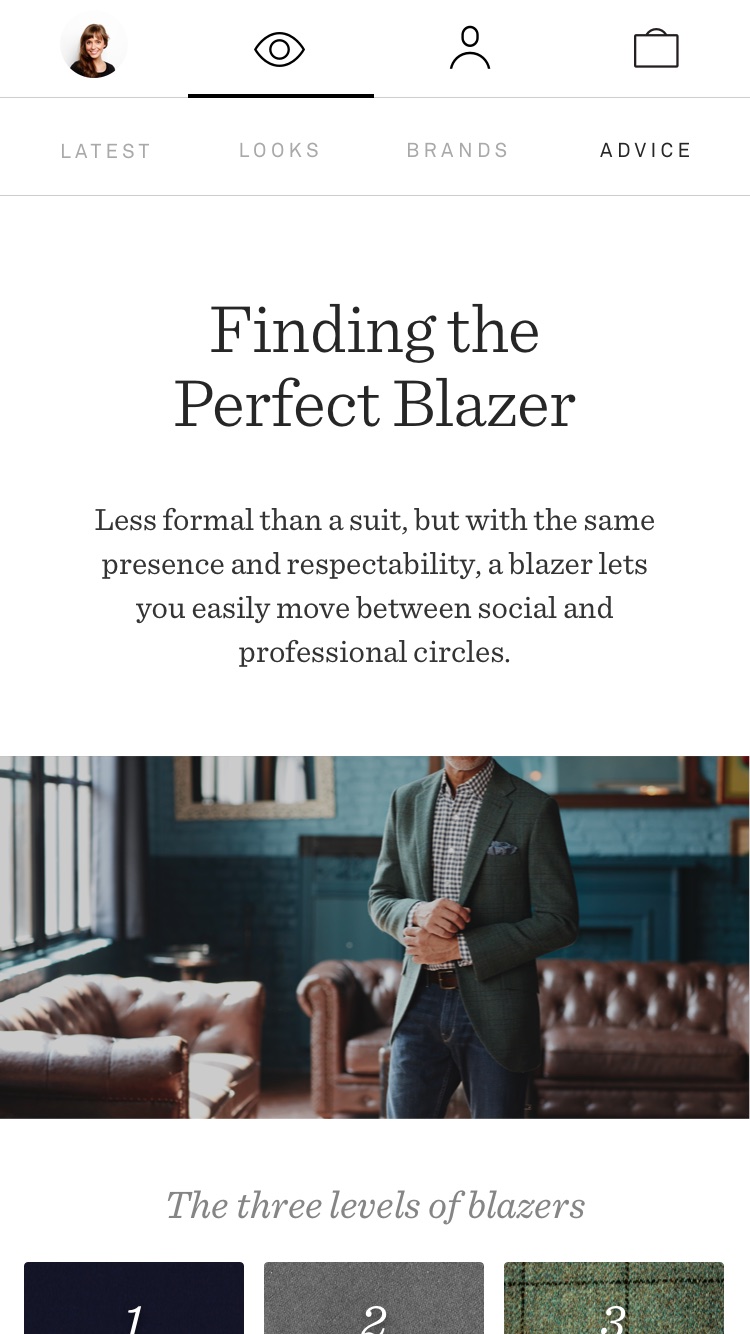 LATEST
LOOKS
BRANDS
ADVICE
Finding the
Perfect Blazer
Less formal than a suit, but with the same
presence and respectability, a blazer lets
you easily move between social and
professional circles.
The three levels of blazers
1
2
3